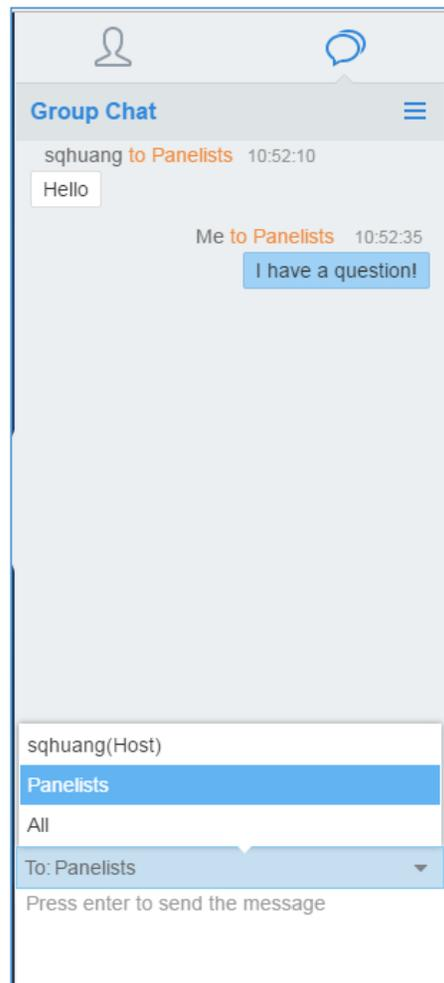 Group Chat
sqhuang to Panelists 10:52:10
Hello
Me to Panelists 10:52:35
I have a question!
sqhuang(Host)
Panelists
All
To: Panelists
Press enter to send the message